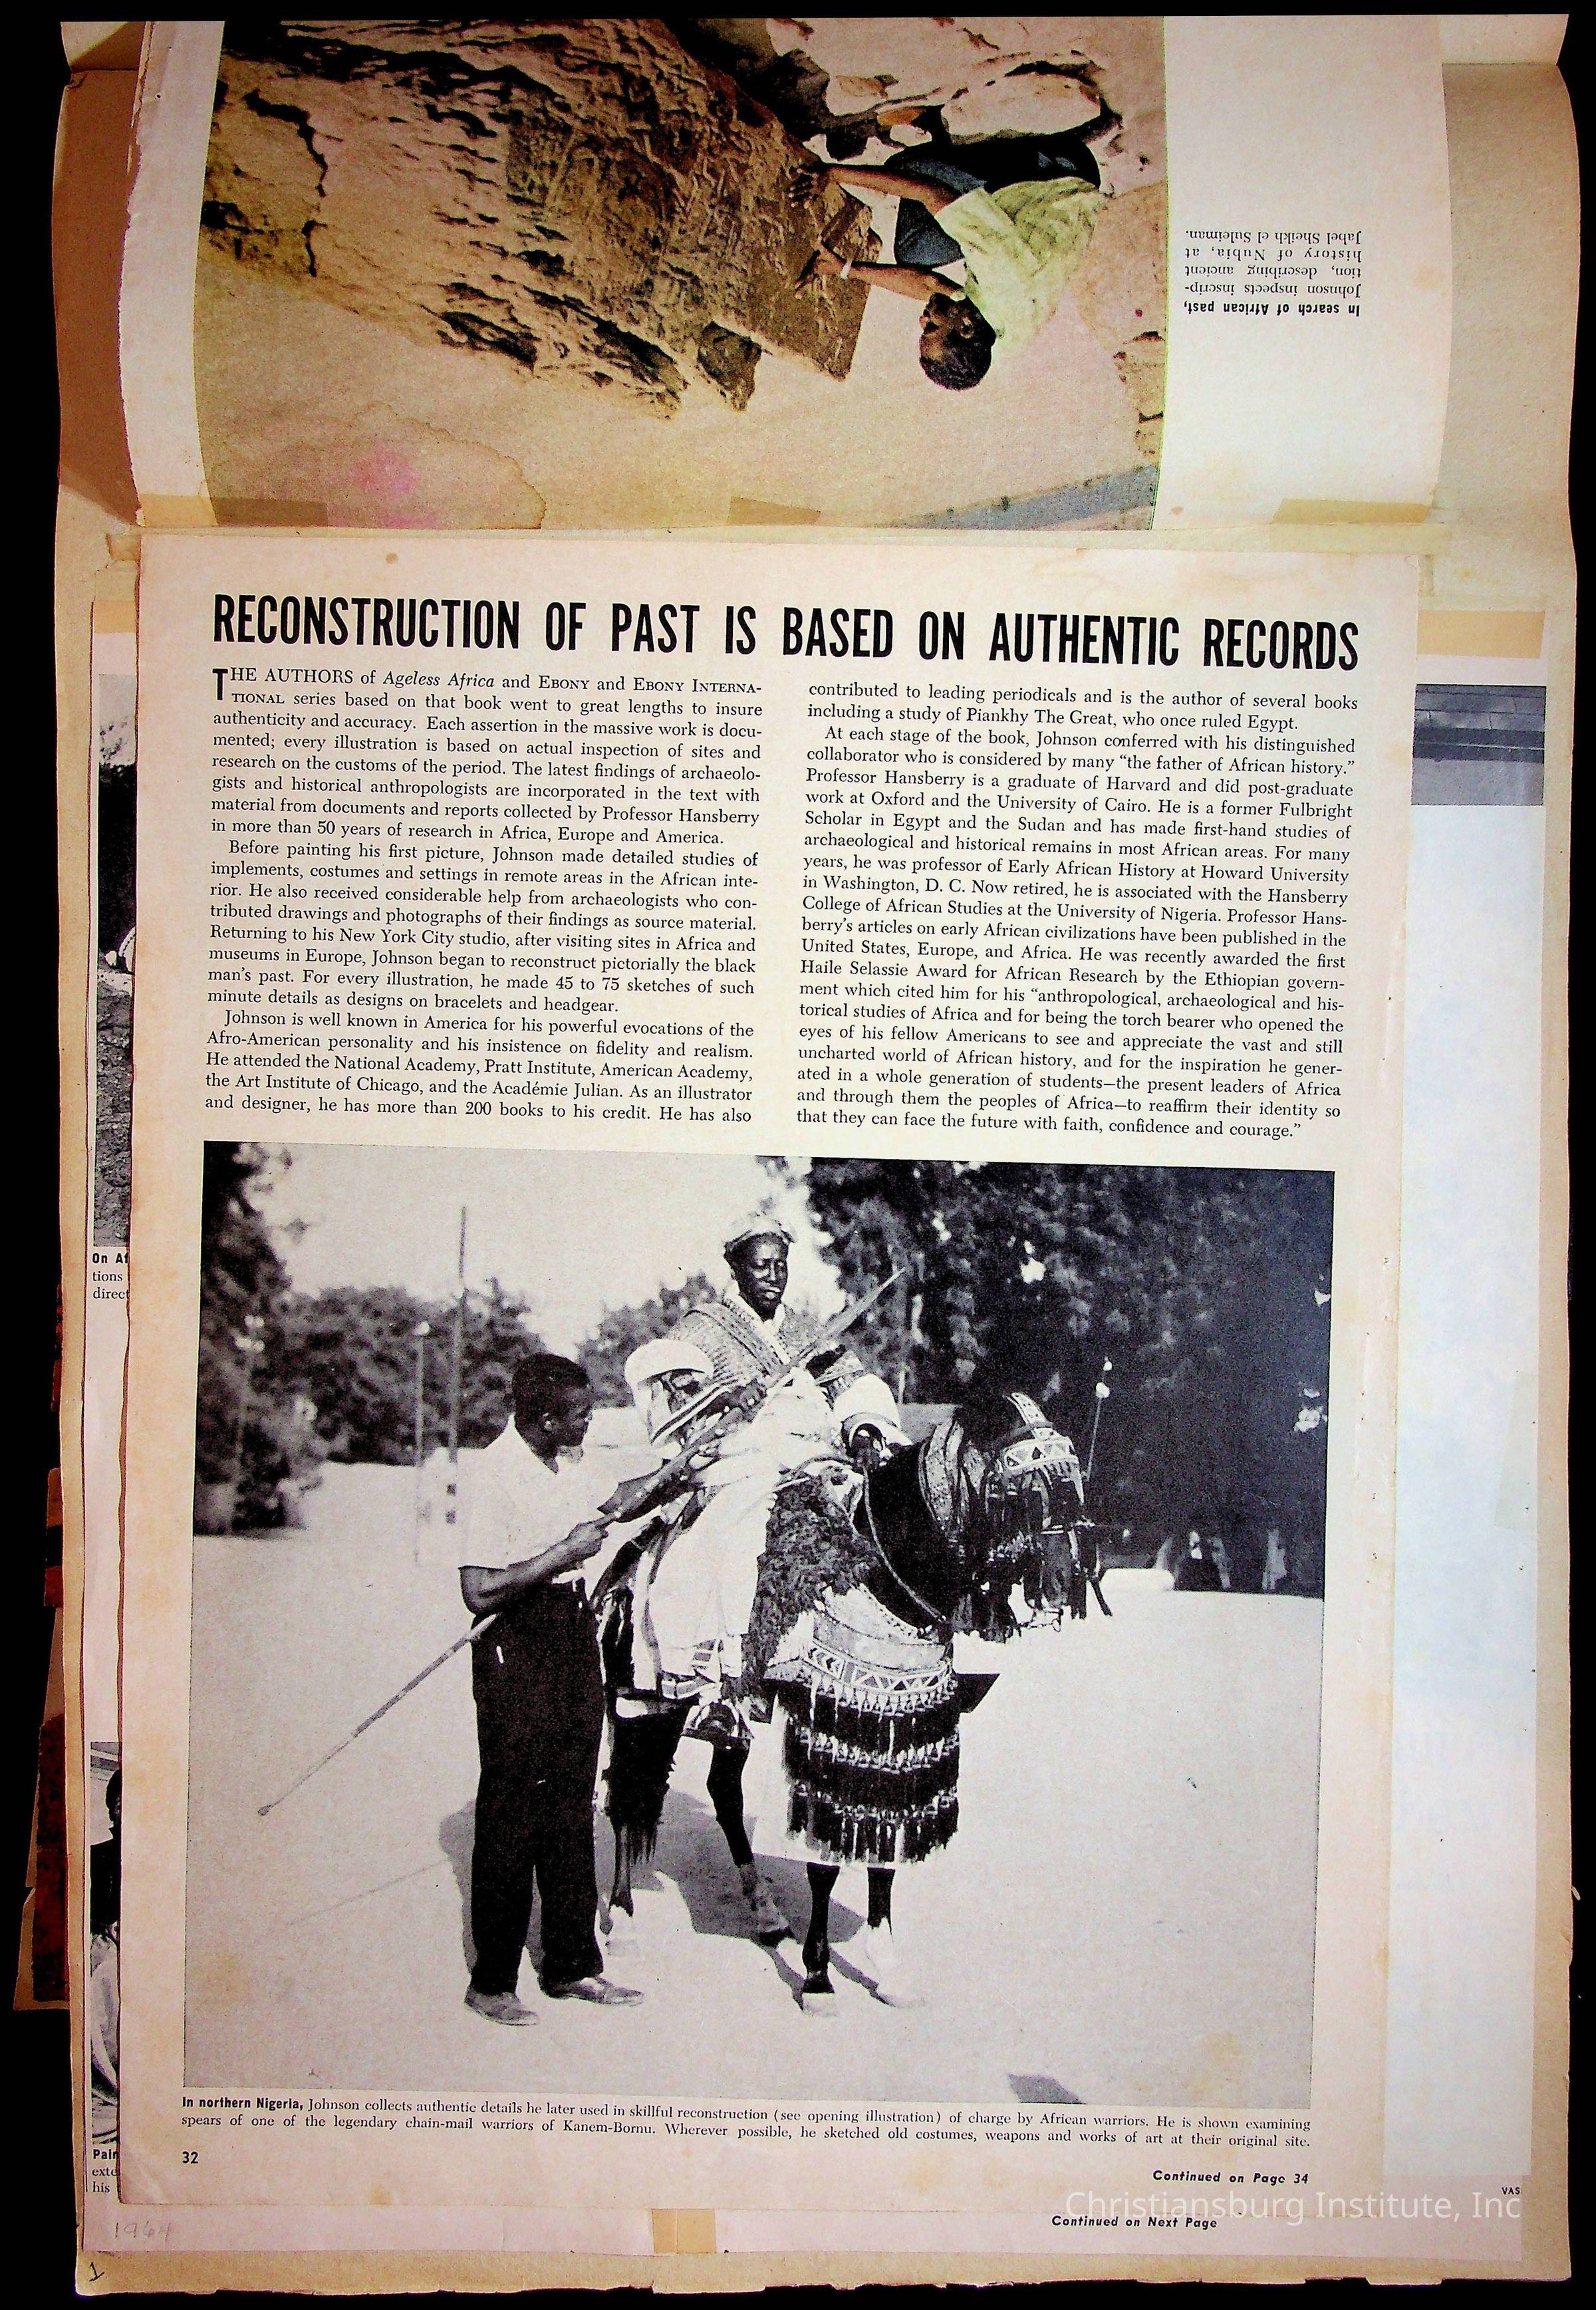 In search of African past,
Johnson inspects inscrip-
tion, describing ancient
history of Nubia, at
Jabel Sheikh el Suleiman.
RECONSTRUCTION OF PAST IS BASED ON AUTHENTIC RECORDS
THE AUTHORS of Ageless Africa and EBONY and EBONY INTERNA-
TIONAL series based on that book went to great lengths to insure
authenticity and accuracy. Each assertion in the massive work is docu-
mented; every illustration is based on actual inspection of sites and
research on the customs of the period. The latest findings of archaeolo-
gists and historical anthropologists are incorporated in the text with
material from documents and reports collected by Professor Hansberry
in more than 50 years of research in Africa, Europe and America.
Before painting his first picture, Johnson made detailed studies of
implements, costumes and settings in remote areas in the African inte-
rior. He also received considerable help from archaeologists who con-
tributed drawings and photographs of their findings as source material.
Returning to his New York City studio, after visiting sites in Africa and
museums in Europe, Johnson began to reconstruct pictorially the black
man's past. For every illustration, he made 45 to 75 sketches of such
minute details as designs on bracelets and headgear.
Johnson is well known in America for his powerful evocations of the
Afro-American personality and his insistence on fidelity and realism.
He attended the National Academy, Pratt Institute, American Academy,
the Art Institute of Chicago, and the Académie Julian. As an illustrator
and designer, he has more than 200 books to his credit. He has also
contributed to leading periodicals and is the author of several books
including a study of Piankhy The Great, who once ruled Egypt.
At each stage of the book, Johnson conferred with his distinguished
collaborator who is considered by many “the father of African history.”
Professor Hansberry is a graduate of Harvard and did post-graduate
work at Oxford and the University of Cairo. He is a former Fulbright
Scholar in Egypt and the Sudan and has made first-hand studies of
archaeological and historical remains in most African areas. For many
years, he was professor of Early African History at Howard University
in Washington, D. C. Now retired, he is associated with the Hansberry
College of African Studies at the University of Nigeria. Professor Hans-
berry's articles on early African civilizations have been published in the
United States, Europe, and Africa. He was recently awarded the first
Haile Selassie Award for African Research by the Ethiopian govern-
ment which cited him for his “anthropological, archaeological and his-
torical studies of Africa and for being the torch bearer who opened the
eyes of his fellow Americans to see and appreciate the vast and still
uncharted world of African history, and for the inspiration he gener-
ated in a whole generation of students—the present leaders of Africa
and through them the peoples of Africa—to reaffirm their identity so
that they can face the future with faith, confidence and courage.”
On Af
tions
direct
In northern Nigeria, Johnson collects authentic details he later used in skillful reconstruction (see opening illustration) of charge by African warriors. He is shown examining
spears of one of the legendary chain-mail warriors of Kanem-Bornu. Wherever possible, he sketched old costumes, weapons and works of art at their original site.
32
Pain
exte
his
Continued on Page 34
VAS
Christiansburg Institute, Inc
Continued on Next Page
1964
1